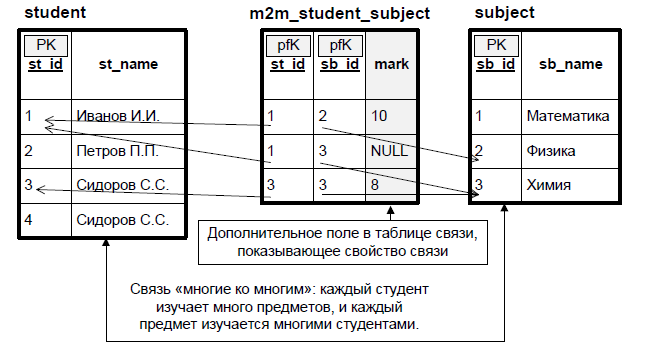 student m2m_student_subject subject
PK pfK pfK PK
st_id st_name st_id sb_id mark sb_id sb_name
1 Иванов И.И. 1 2 10 1 Математика
2 Петров П.П. 1 3 NULL 2 Физика
3 Сидоров С.С. 3 3 8 3 Химия
4 Сидоров С.С.
Дополнительное поле в таблице связи,
показывающее свойство связи
Связь «многие ко многим»: каждый студент
изучает много предметов, и каждый
предмет изучается многими студентами.